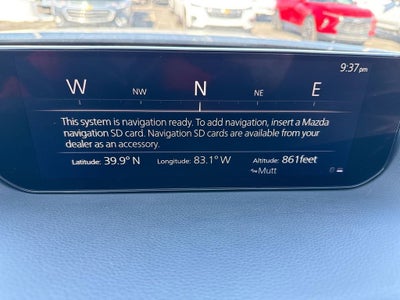 9:37pm
W NW N NE E
This system is navigation ready. To add navigation, insert a Mazda
navigation SD card. Navigation SD cards are available from your
dealer as an accessory.
Latitude: 39.9° N Longitude: 83.1° W Altitude: 861feet
Mutt